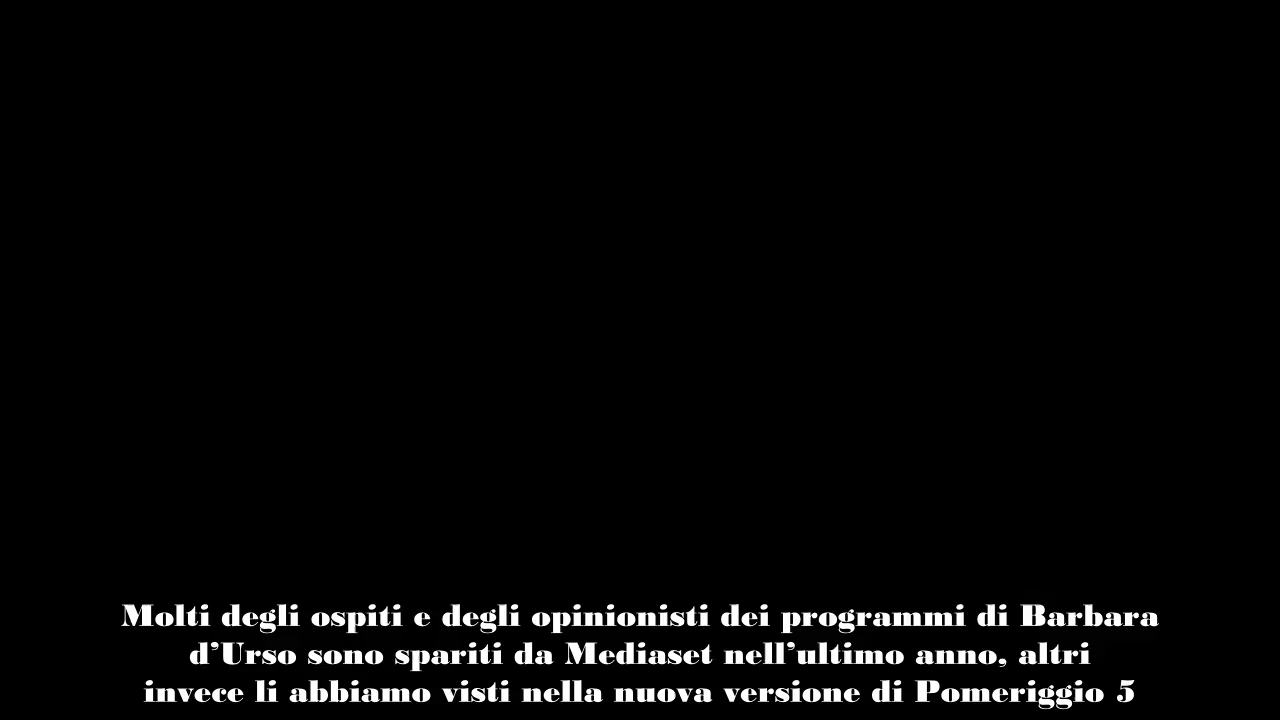 Molti degli ospiti e degli opinionisti dei programmi di Barbara
d’Urso sono spariti da Mediaset nell’ultimo anno, altri
invece li abbiamo visti nella nuova versione di Pomeriggio 5